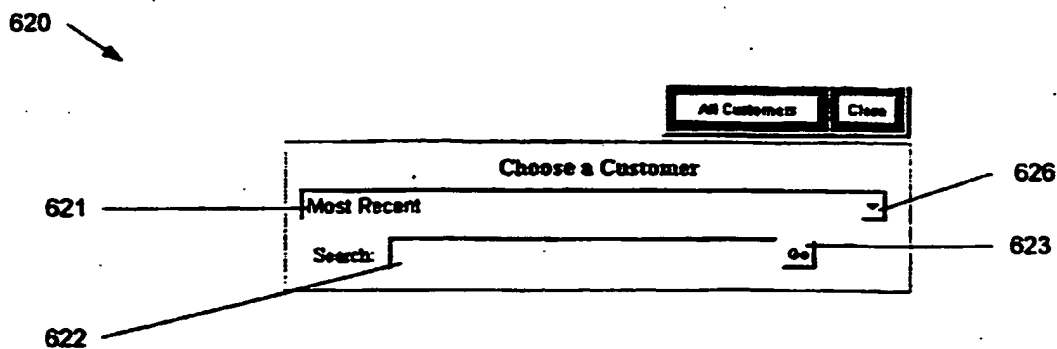 620
All Customers Close
Choose a Customer
621 Most Recent 626
Search: Go 623
622